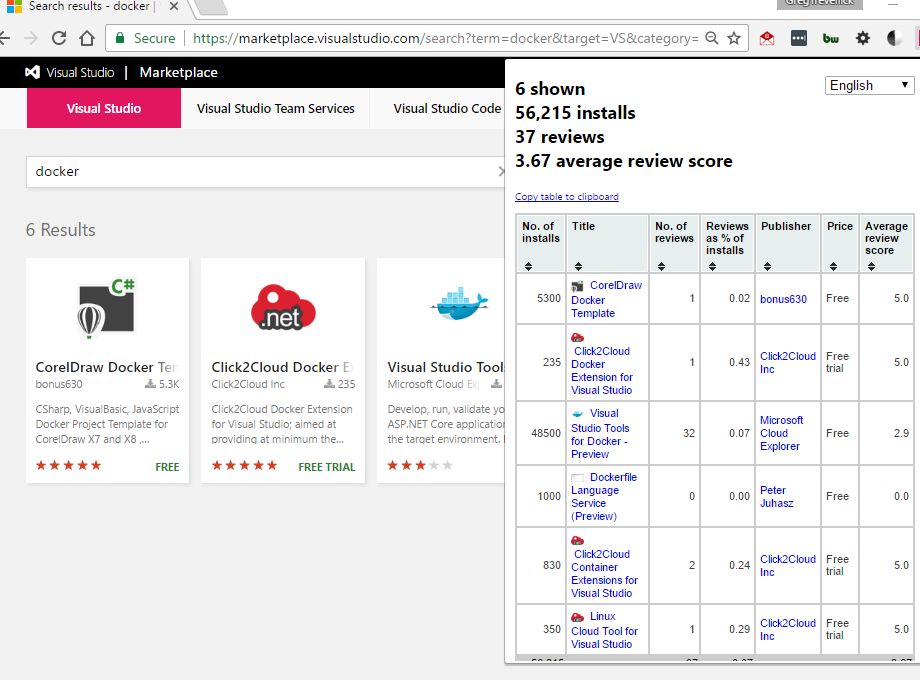 Search results - docker |
Secure
https://marketplace.visualstudio.com/search?term=docker&target=VS&category=
bw
Visual Studio | Marketplace
Visual Studio
Visual Studio Team Services
Visual Studio Code
docker
6 Results
C#
CorelDraw Docker Ter
bonus630 5.3K
CSharp, VisualBasic, JavaScript
Docker Project Template for
CorelDraw X7 and X8 ,...
FREE
.net
Click2Cloud Docker E
Click2Cloud Inc 235
Click2Cloud Docker Extension
for Visual Studio; aimed at
providing at minimum the...
FREE TRIAL
Visual Studio Tools
Microsoft Cloud Ex
Develop, run, validate yo
ASP.NET Core application
the target environment.
6 shown
56,215 installs
37 reviews
3.67 average review score
English
Copy table to clipboard
No. of installs Title No. of reviews Reviews as % of installs Publisher Price Average review score
5300 CorelDraw Docker Template 1 0.02 bonus630 Free 5.0
235 Click2Cloud Docker Extension for Visual Studio 1 0.43 Click2Cloud Inc Free trial 5.0
48500 Visual Studio Tools for Docker - Preview 32 0.07 Microsoft Cloud Explorer Free 2.9
1000 Dockerfile Language Service (Preview) 0 0.00 Peter Juhasz Free 0.0
830 Click2Cloud Container Extensions for Visual Studio 2 0.24 Click2Cloud Inc Free trial 5.0
350 Linux Cloud Tool for Visual Studio 1 0.29 Click2Cloud Inc Free trial 5.0